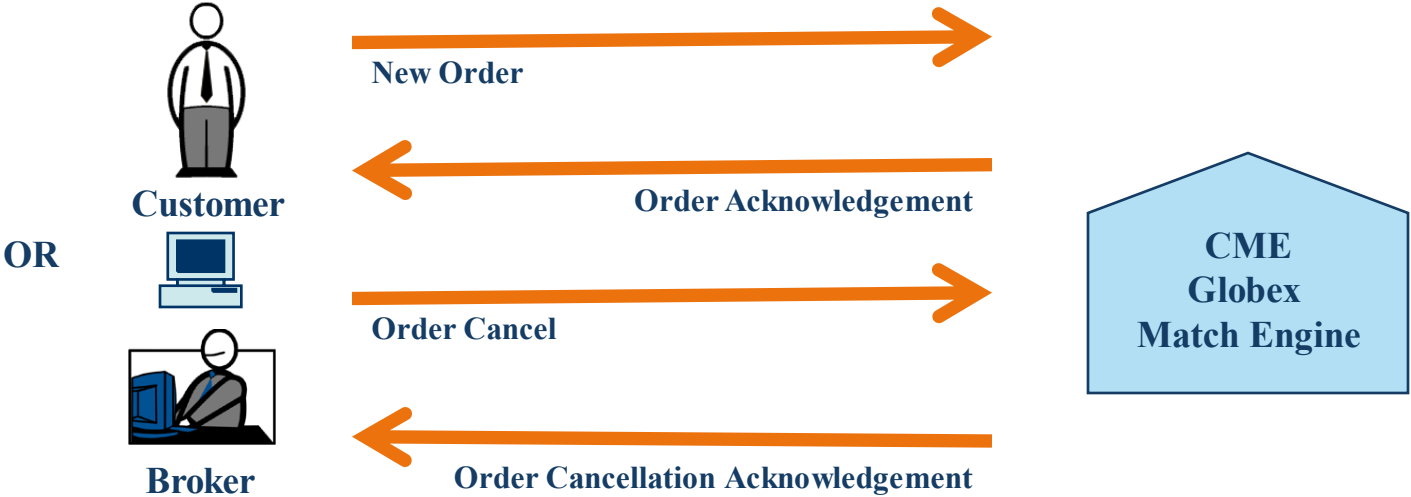 New Order
Customer
Order Acknowledgement
OR
CME
Globex
Match Engine
Order Cancel
Broker
Order Cancellation Acknowledgement